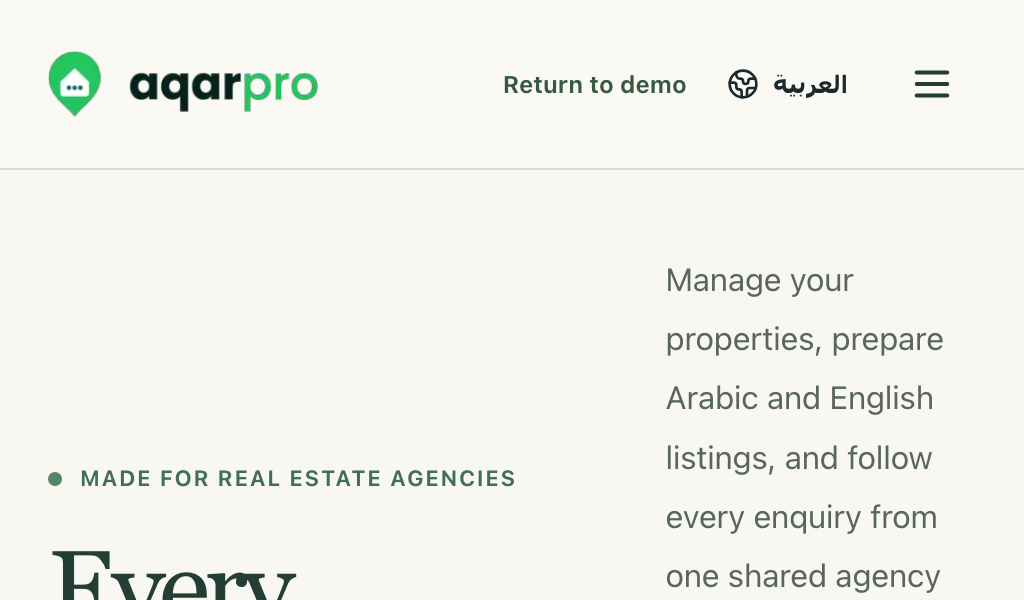 aqarpro
Return to demo
العربية
MADE FOR REAL ESTATE AGENCIES
Every
Manage your
properties, prepare
Arabic and English
listings, and follow
every enquiry from
one shared agency